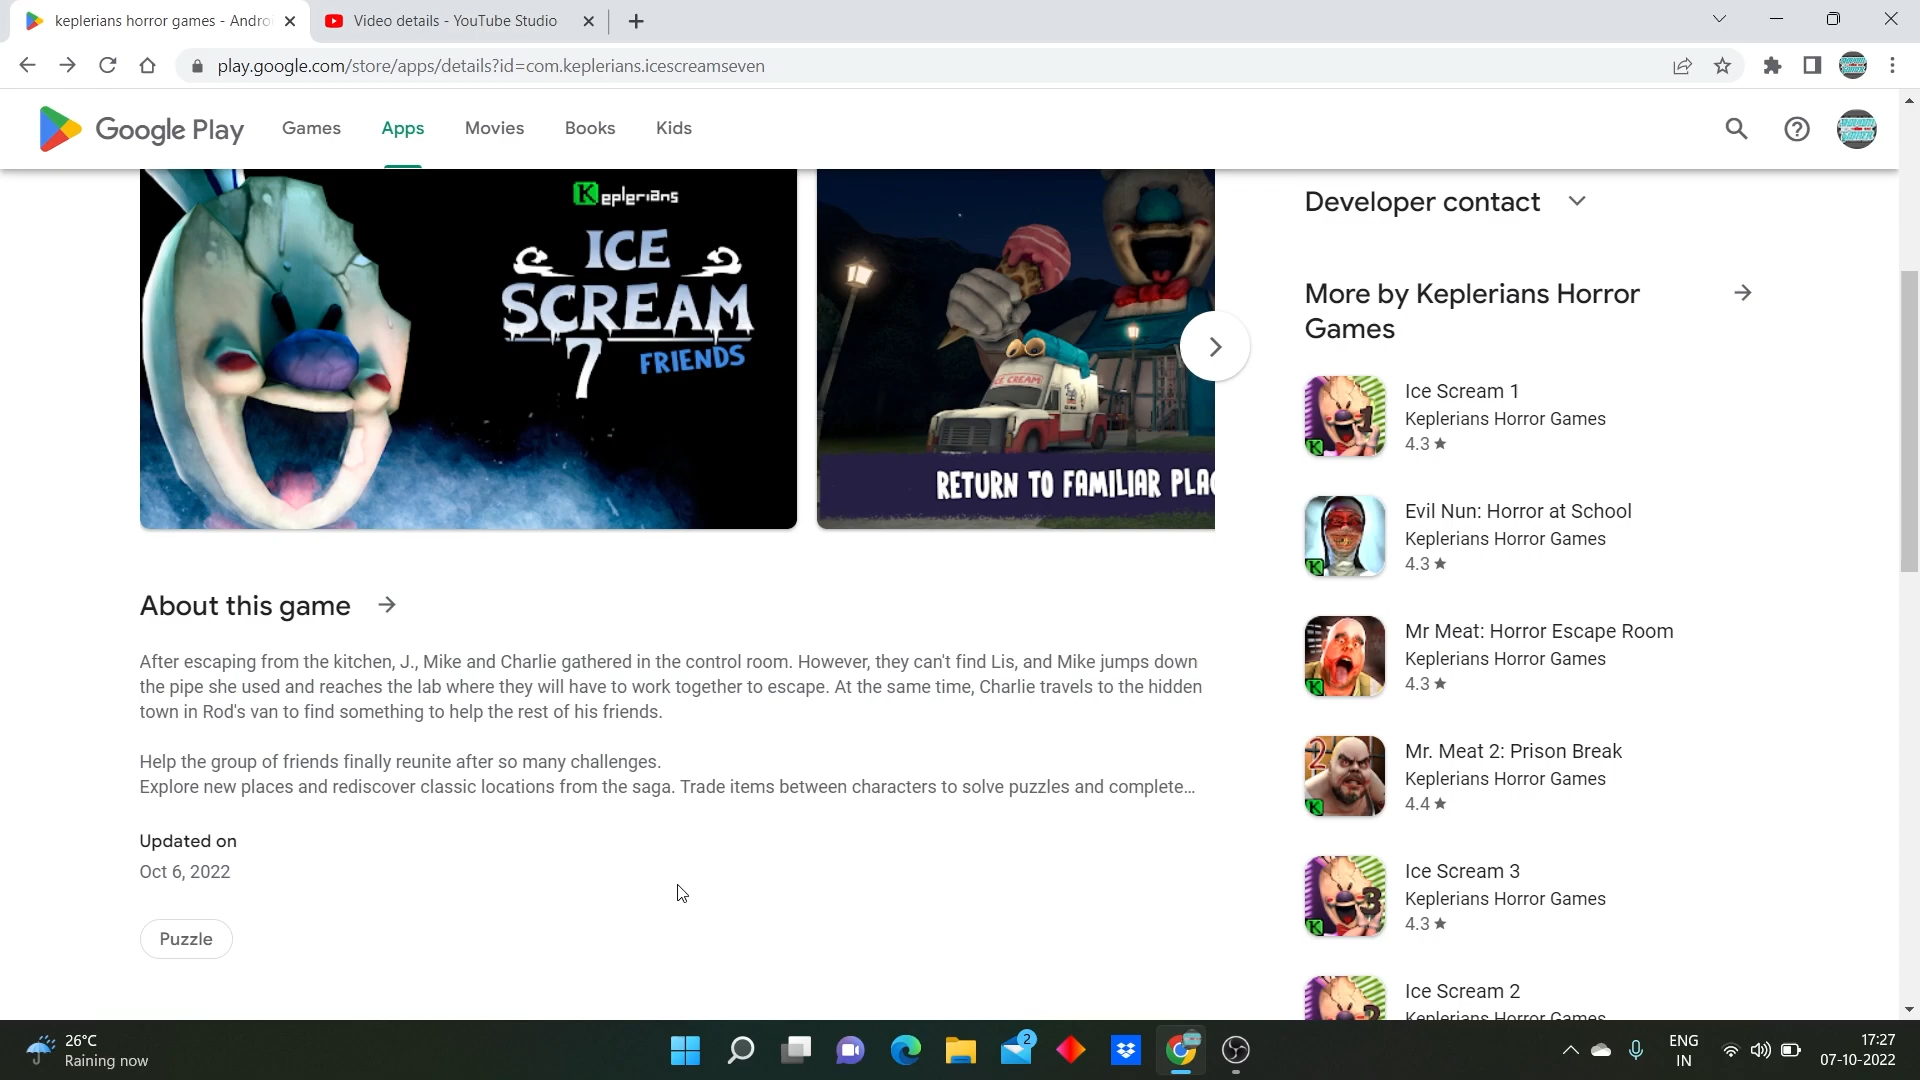 keplerians horror games - Andro
Video details - YouTube Studio
play.google.com/store/apps/details?id=com.keplerians.icescreamseven
Google Play
Games
Apps
Movies
Books
Kids
Keplerians
ICE
SCREAM
7 FRIENDS
ICE CREAM
RETURN TO FAMILIAR PLAC
Developer contact
More by Keplerians Horror
Games
Ice Scream 1
Keplerians Horror Games
4.3 ★
Evil Nun: Horror at School
Keplerians Horror Games
4.3 ★
Mr Meat: Horror Escape Room
Keplerians Horror Games
4.3 ★
Mr. Meat 2: Prison Break
Keplerians Horror Games
4.4 ★
Ice Scream 3
Keplerians Horror Games
4.3 ★
Ice Scream 2
Keplerians Horror Games
About this game
After escaping from the kitchen, J., Mike and Charlie gathered in the control room. However, they can't find Lis, and Mike jumps down
the pipe she used and reaches the lab where they will have to work together to escape. At the same time, Charlie travels to the hidden
town in Rod's van to find something to help the rest of his friends.
Help the group of friends finally reunite after so many challenges.
Explore new places and rediscover classic locations from the saga. Trade items between characters to solve puzzles and complete…
Updated on
Oct 6, 2022
Puzzle
26°C
Raining now
2
ENG
IN
17:27
07-10-2022